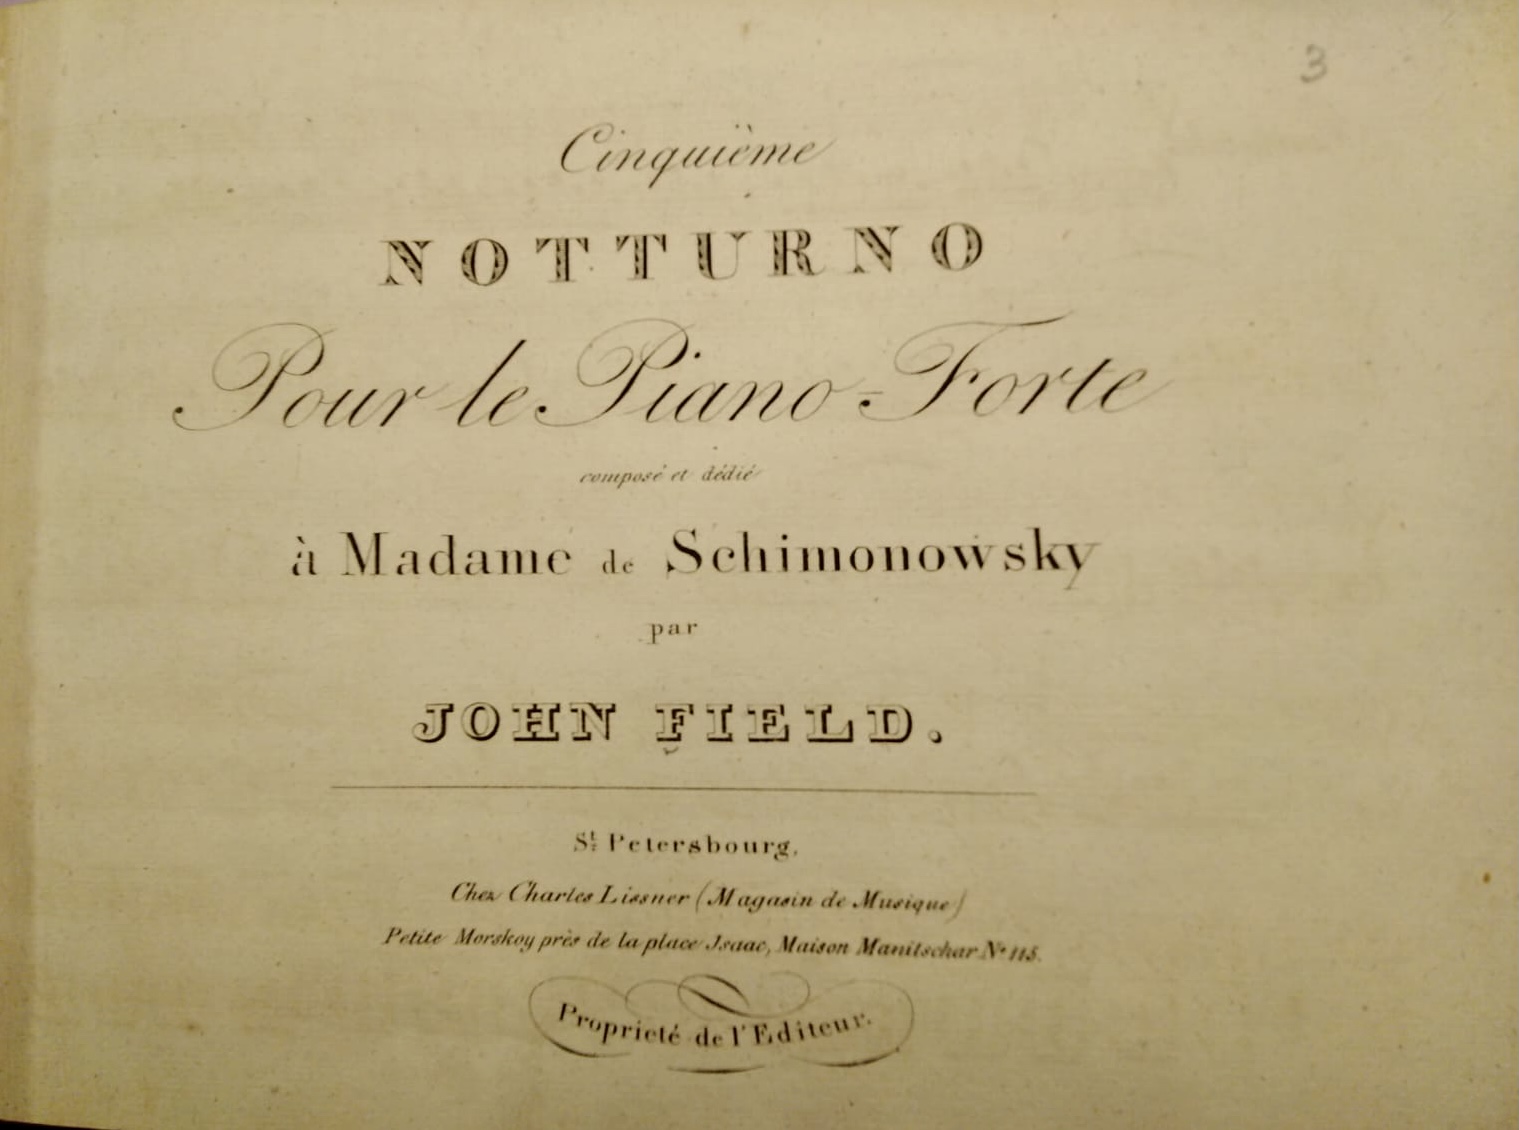 3
Cinquième
NOTTURNO
Pour le Piano-Forte
composé et dédié
à Madame de Schimonowsky
par
JOHN FIELD.
St. Petersbourg.
Chez Charles Lissner (Magasin de Musique)
Petite Morskoy près de la place Isaac, Maison Manitschar No 115.
Proprieté de l'Editeur.